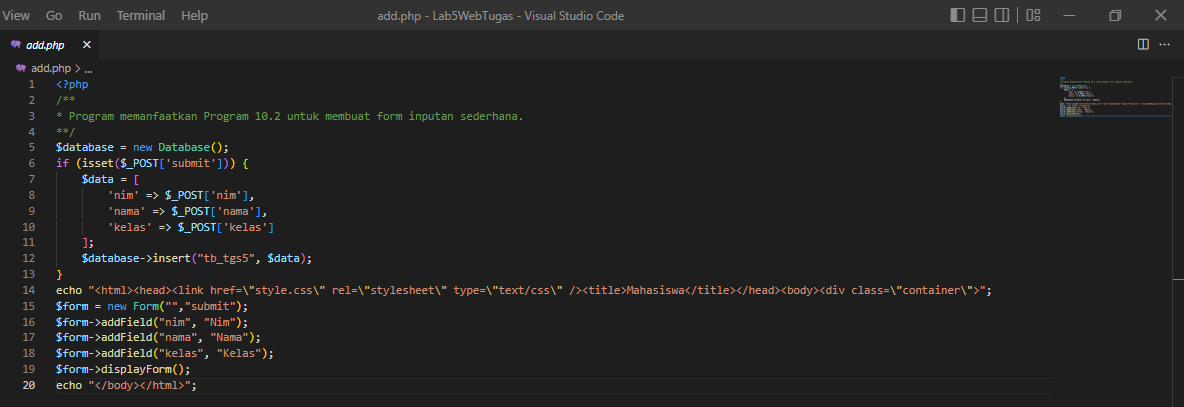 View Go Run Terminal Help add.php - Lab5WebTugas - Visual Studio Code
add.php
add.php > ...
1 <?php
2 /**
3 * Program memanfaatkan Program 10.2 untuk membuat form inputan sederhana.
4 **/
5 $database = new Database();
6 if (isset($_POST['submit'])) {
7 $data = [
8 'nim' => $_POST['nim'],
9 'nama' => $_POST['nama'],
10 'kelas' => $_POST['kelas']
11 ];
12 $database->insert("tb_tgs5", $data);
13 }
14 echo "<html><head><link href=\"style.css\" rel=\"stylesheet\" type=\"text/css\" /><title>Mahasiswa</title></head><body><div class=\"container\">";
15 $form = new Form("","submit");
16 $form->addField("nim", "Nim");
17 $form->addField("nama", "Nama");
18 $form->addField("kelas", "Kelas");
19 $form->displayForm();
20 echo "</body></html>";